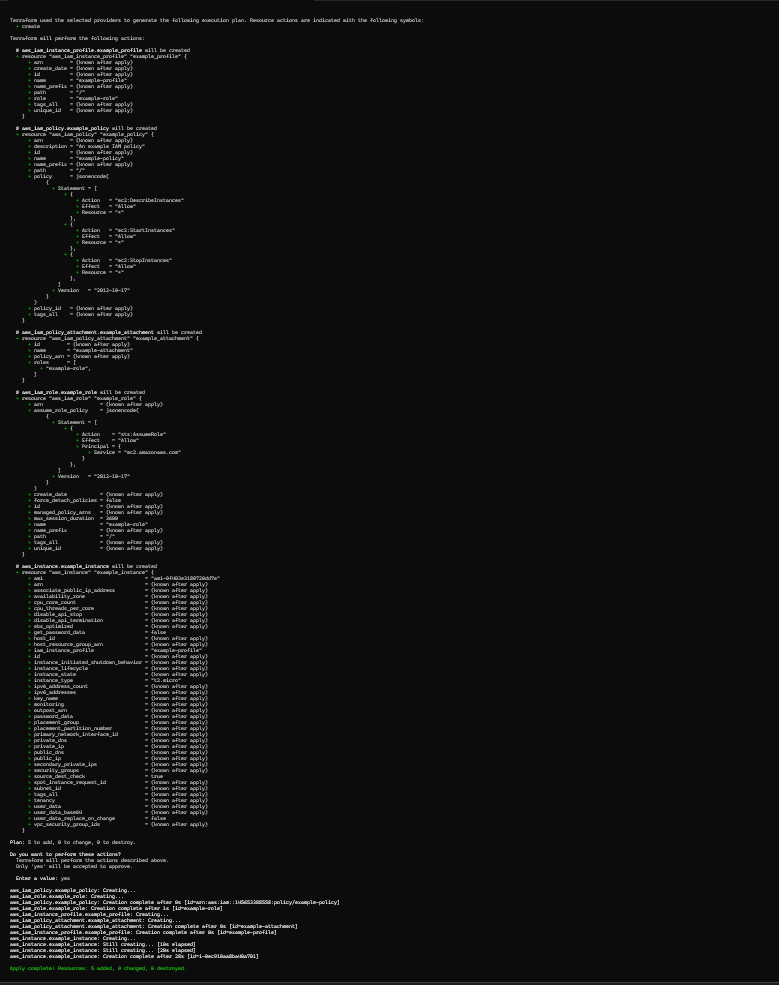 Terraform used the selected providers to generate the following execution plan. Resource actions are indicated with the following symbols:
  + create

Terraform will perform the following actions:

  # aws_iam_instance_profile.example_profile will be created
  + resource "aws_iam_instance_profile" "example_profile" {
      + arn         = (known after apply)
      + create_date = (known after apply)
      + id          = (known after apply)
      + name        = "example-profile"
      + name_prefix = (known after apply)
      + path        = "/"
      + role        = "example-role"
      + tags_all    = (known after apply)
      + unique_id   = (known after apply)
    }

  # aws_iam_policy.example_policy will be created
  + resource "aws_iam_policy" "example_policy" {
      + arn         = (known after apply)
      + description = "An example IAM policy"
      + id          = (known after apply)
      + name        = "example-policy"
      + name_prefix = (known after apply)
      + path        = "/"
      + policy      = jsonencode(
            {
              + Statement = [
                  + {
                      + Action   = "ec2:DescribeInstances"
                      + Effect   = "Allow"
                      + Resource = "*"
                    },
                  + {
                      + Action   = "ec2:StartInstances"
                      + Effect   = "Allow"
                      + Resource = "*"
                    },
                  + {
                      + Action   = "ec2:StopInstances"
                      + Effect   = "Allow"
                      + Resource = "*"
                    },
                ]
              + Version   = "2012-10-17"
            }
        )
      + policy_id   = (known after apply)
      + tags_all    = (known after apply)
    }

  # aws_iam_policy_attachment.example_attachment will be created
  + resource "aws_iam_policy_attachment" "example_attachment" {
      + id         = (known after apply)
      + name       = "example-attachment"
      + policy_arn = (known after apply)
      + roles      = [
          + "example-role",
        ]
    }

  # aws_iam_role.example_role will be created
  + resource "aws_iam_role" "example_role" {
      + arn                   = (known after apply)
      + assume_role_policy    = jsonencode(
            {
              + Statement = [
                  + {
                      + Action    = "sts:AssumeRole"
                      + Effect    = "Allow"
                      + Principal = {
                          + Service = "ec2.amazonaws.com"
                        }
                    },
                ]
              + Version   = "2012-10-17"
            }
        )
      + create_date           = (known after apply)
      + force_detach_policies = false
      + id                    = (known after apply)
      + managed_policy_arns   = (known after apply)
      + max_session_duration  = 3600
      + name                  = "example-role"
      + name_prefix           = (known after apply)
      + path                  = "/"
      + tags_all              = (known after apply)
      + unique_id             = (known after apply)
    }

  # aws_instance.example_instance will be created
  + resource "aws_instance" "example_instance" {
      + ami                                  =
      + arn                                  = (known after apply)
      + associate_public_ip_address          = (known after apply)
      + availability_zone                    = (known after apply)
      + cpu_core_count                       = (known after apply)
      + cpu_threads_per_core                 = (known after apply)
      + disable_api_stop                     = (known after apply)
      + disable_api_termination              = (known after apply)
      + ebs_optimized                        = (known after apply)
      + get_password_data                    = false
      + host_id                              = (known after apply)
      + host_resource_group_arn              = (known after apply)
      + iam_instance_profile                 = "example-profile"
      + id                                   = (known after apply)
      + instance_initiated_shutdown_behavior = (known after apply)
      + instance_lifecycle                   = (known after apply)
      + instance_state                       = (known after apply)
      + instance_type                        = "t2.micro"
      + ipv6_address_count                   = (known after apply)
      + ipv6_addresses                       = (known after apply)
      + key_name                             = (known after apply)
      + monitoring                           = (known after apply)
      + outpost_arn                          = (known after apply)
      + password_data                        = (known after apply)
      + placement_group                      = (known after apply)
      + placement_partition_number           = (known after apply)
      + primary_network_interface_id         = (known after apply)
      + private_dns                          = (known after apply)
      + private_ip                           = (known after apply)
      + public_dns                           = (known after apply)
      + public_ip                            = (known after apply)
      + secondary_private_ips                = (known after apply)
      + security_groups                      = (known after apply)
      + source_dest_check                    = true
      + spot_instance_request_id             = (known after apply)
      + subnet_id                            = (known after apply)
      + tags_all                             = (known after apply)
      + tenancy                              = (known after apply)
      + user_data                            = (known after apply)
      + user_data_base64                     = (known after apply)
      + user_data_replace_on_change          = false
      + vpc_security_group_ids               = (known after apply)
    }

Plan: 5 to add, 0 to change, 0 to destroy.

Do you want to perform these actions?
  Terraform will perform the actions described above.
  Only 'yes' will be accepted to approve.

  Enter a value: yes

aws_iam_policy.example_policy: Creating...
aws_iam_role.example_role: Creating...
aws_iam_policy.example_policy: Creation complete after 0s
aws_iam_role.example_role: Creation complete after 1s [id=example-role]
aws_iam_instance_profile.example_profile: Creating...
aws_iam_policy_attachment.example_attachment: Creating...
aws_iam_policy_attachment.example_attachment: Creation complete after 0s [id=example-attachment]
aws_iam_instance_profile.example_profile: Creation complete after 0s [id=example-profile]
aws_instance.example_instance: Creating...
aws_instance.example_instance: Still creating... [10s elapsed]
aws_instance.example_instance: Still creating... [20s elapsed]
aws_instance.example_instance: Creation complete after 28s

Apply complete! Resources: 5 added, 0 changed, 0 destroyed.